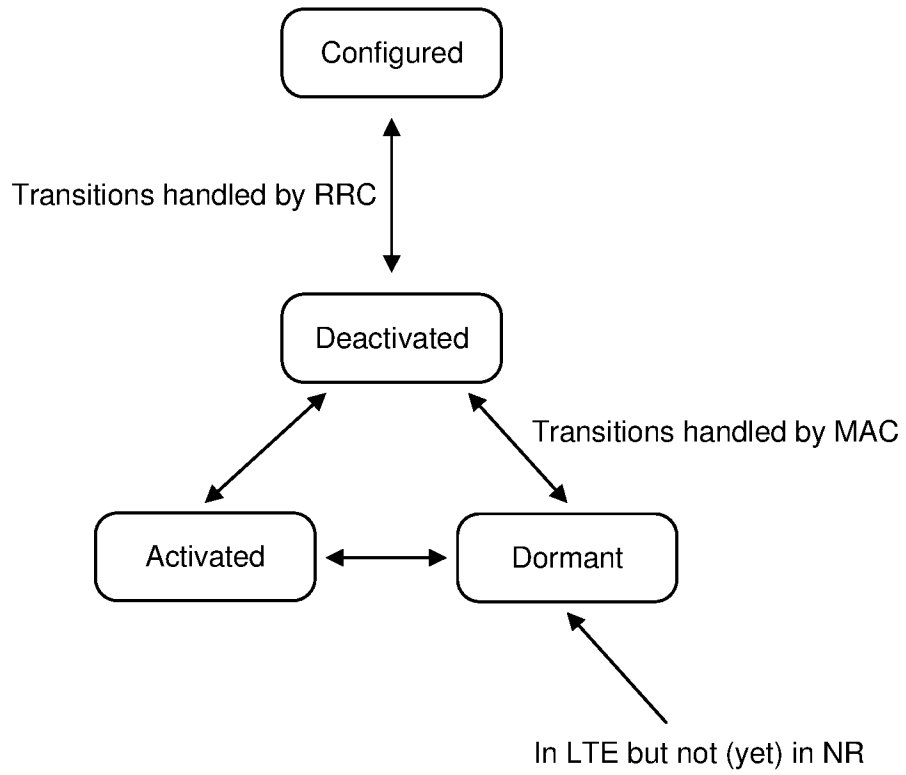 Configured
Transitions handled by RRC
Deactivated
Transitions handled by MAC
Activated
Dormant
In LTE but not (yet) in NR